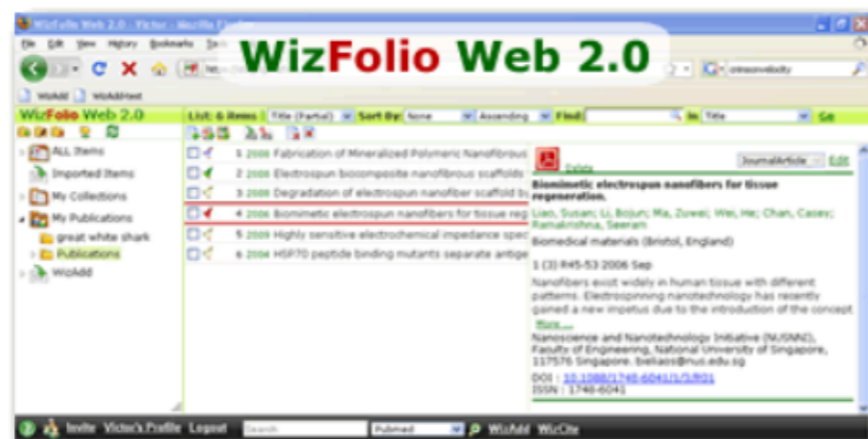 WizFolio Web 2.0
File Edit View History Bookmarks
WizAdd
WizFolio Web 2.0
List: 6 items Title (Partial) Sort By: None Ascending Find: In Title Go
ALL Items
Imported Items
My Collections
My Publications
great white shark
Publications
WizAdd
1 2008 Fabrication of Mineralized Polymeric Nanofibrous
2 2008 Electrospun biocomposite nanofibrous scaffolds
3 2008 Degradation of electrospun nanofiber scaffold by
4 2006 Biomimetic electrospun nanofibers for tissue reg
5 2009 Highly sensitive electrochemical impedance spec
6 2004 HSP70 peptide binding mutants separate antige
Delete JournalArticle Edit
Biomimetic electrospun nanofibers for tissue
regeneration.
Liao, Susan; Li, Bojun; Ma, Zuwei; Wei, He; Chan, Casey;
Ramakrishna, Seeram
Biomedical materials (Bristol, England)
1 (3) R45-53 2006 Sep
Nanofibers exist widely in human tissue with different
patterns. Electrospinning nanotechnology has recently
gained a new impetus due to the introduction of the concept
More ...
Nanoscience and Nanotechnology Initiative (NUSNNI),
Faculty of Engineering, National University of Singapore,
117576 Singapore. bieliaos@nus.edu.sg
DOI : 10.1088/1748-6041/1/3/R01
ISSN : 1748-6041
Invite Victor's Profile Logout Search Pubmed WizAdd WizCite